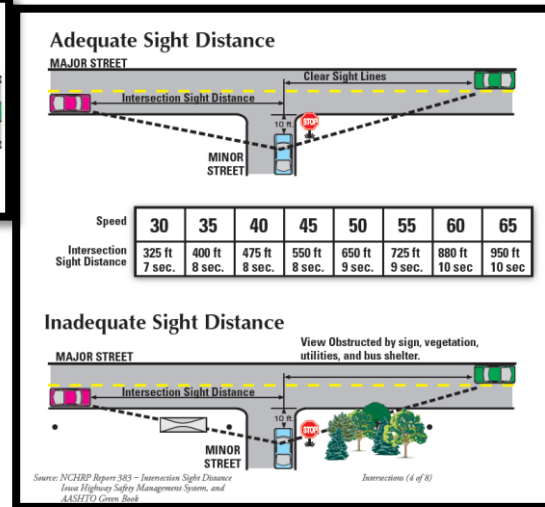 Adequate Sight Distance
MAJOR STREET
Clear Sight Lines
Intersection Sight Distance
10 ft.
STOP
MINOR
STREET
Speed 30 35 40 45 50 55 60 65
Intersection Sight Distance 325 ft 400 ft 475 ft 550 ft 650 ft 725 ft 880 ft 950 ft
7 sec. 8 sec. 8 sec. 8 sec. 9 sec. 9 sec. 10 sec 10 sec
Inadequate Sight Distance
View Obstructed by sign, vegetation,
utilities, and bus shelter.
MAJOR STREET
Intersection Sight Distance
10 ft.
STOP
MINOR
STREET
Source: NCHRP Report 383 – Intersection Sight Distance
Iowa Highway Safety Management System, and
AASHTO Green Book
Intersections (4 of 8)